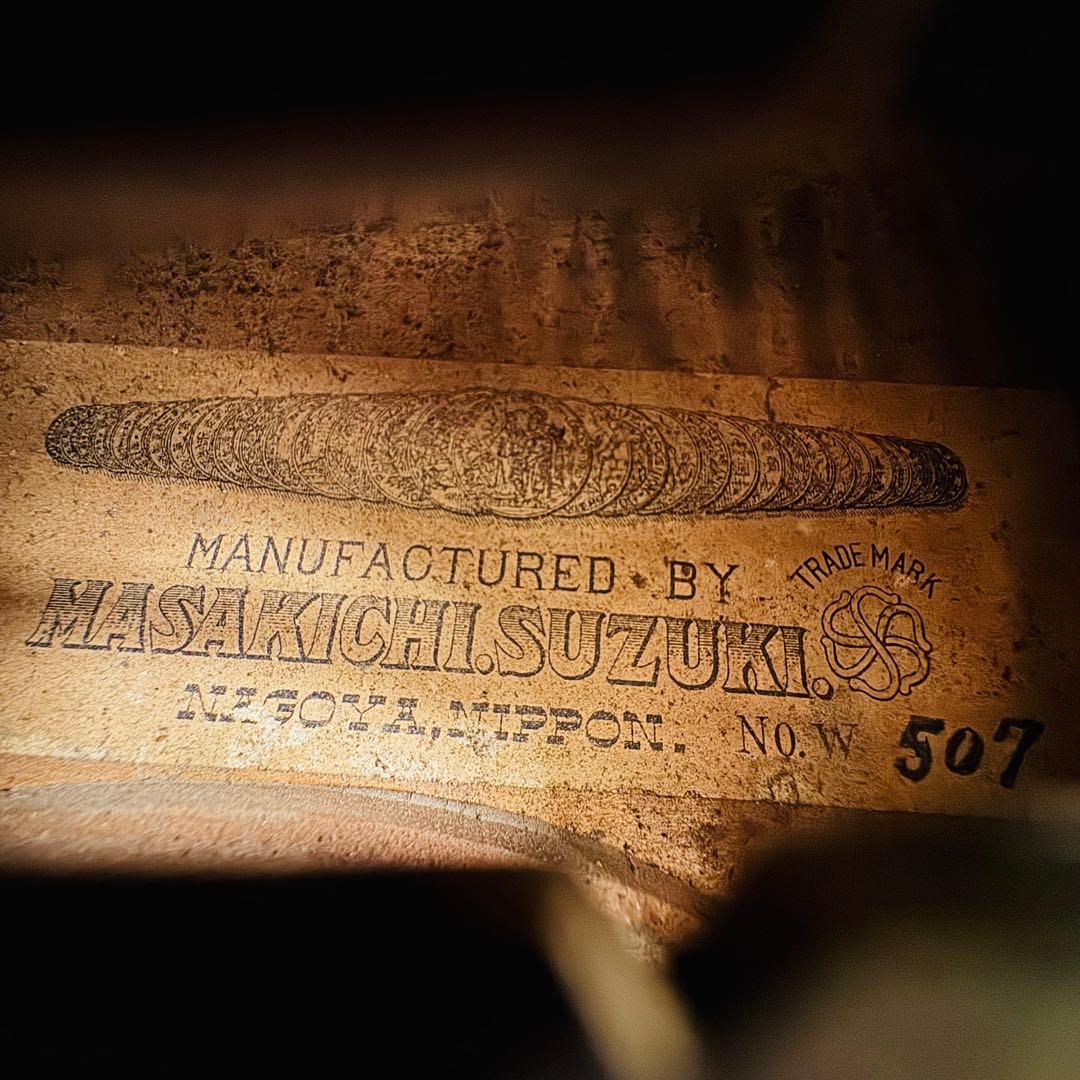 MANUFACTURED BY
TRADE MARK
MASAKICHI.SUZUKI.
NAGOYA, NIPPON. No. W 507